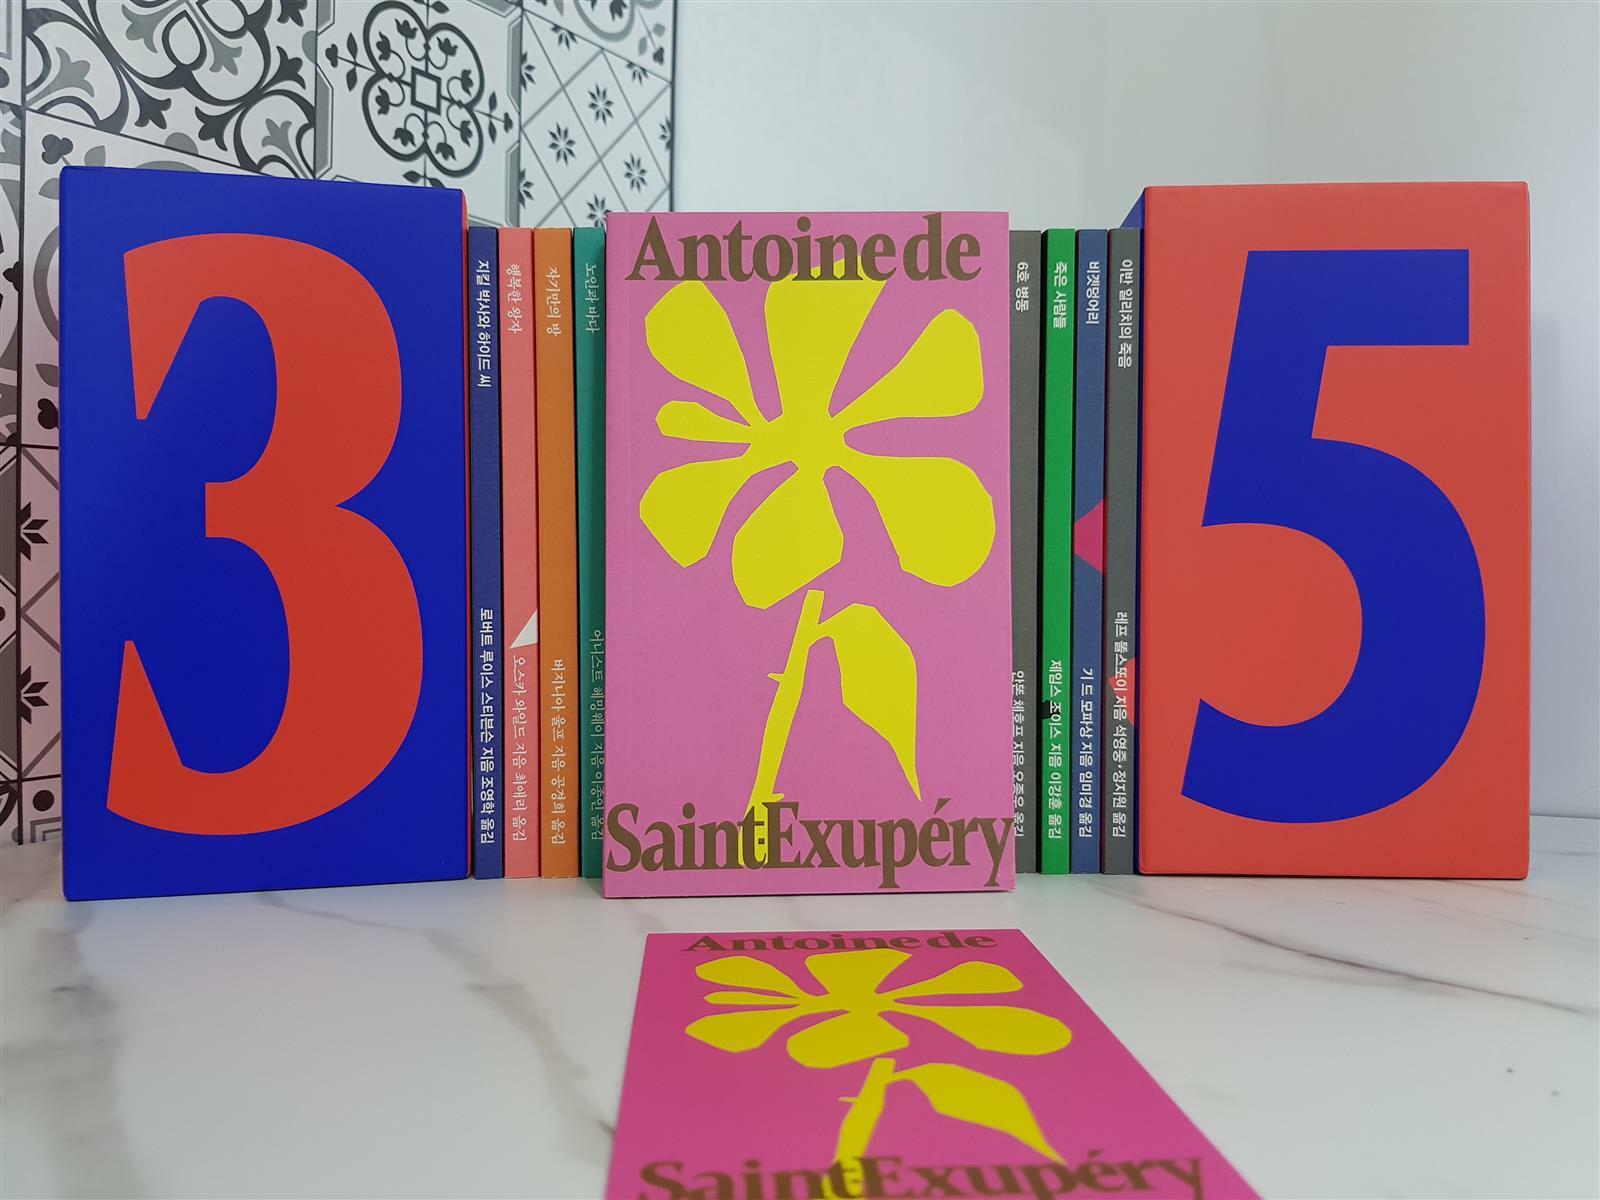 3
지킬 박사와 하이드 씨
로버트 루이스 스티븐슨 지음 조영학 옮김
행복한 왕자
오스카 와일드 지음 최애리 옮김
자기만의 방
버지니아 울프 지음 공경희 옮김
노인과 바다
어니스트 헤밍웨이 지음 이종인 옮김
Antoine de
Saint-Exupéry
6호 병동
안똔 체호프 지음 오종우 옮김
죽은 사람들
제임스 조이스 지음 이강훈 옮김
비곗덩어리
기 드 모파상 지음 임미경 옮김
이반 일리치의 죽음
레프 똘스또이 지음 석영중·정지원 옮김
5
Antoine de
Saint-Exupéry